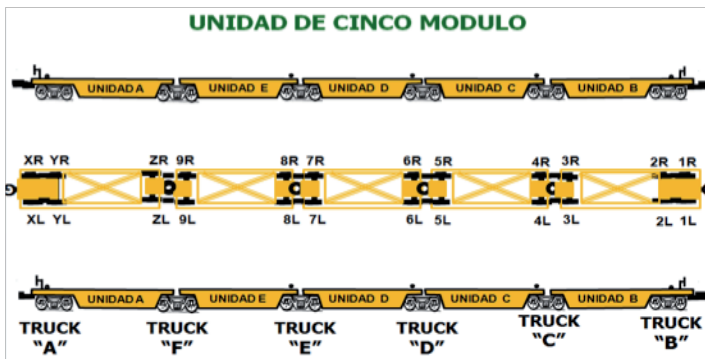 UNIDAD DE CINCO MODULO
UNIDAD A UNIDAD E UNIDAD D UNIDAD C UNIDAD B
XR YR ZR 9R 8R 7R 6R 5R 4R 3R 2R 1R
XL YL ZL 9L 8L 7L 6L 5L 4L 3L 2L 1L
UNIDAD A UNIDAD E UNIDAD D UNIDAD C UNIDAD B
TRUCK TRUCK TRUCK TRUCK TRUCK TRUCK
"A" "F" "E" "D" "C" "B"